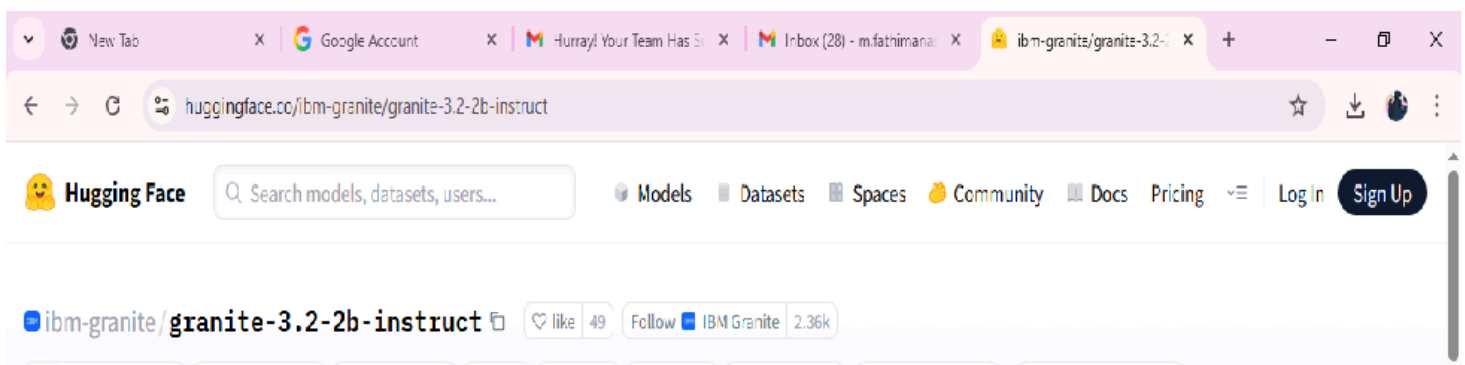 New Tab Google Account Hurray! Your Team Has Inbox (28) - m.fathimana ibm-granite/granite-3.2-
huggingface.co/ibm-granite/granite-3.2-2b-instruct
Hugging Face Search models, datasets, users... Models Datasets Spaces Community Docs Pricing Log In Sign Up
ibm-granite/granite-3.2-2b-instruct like 49 Follow IBM Granite 2.36k